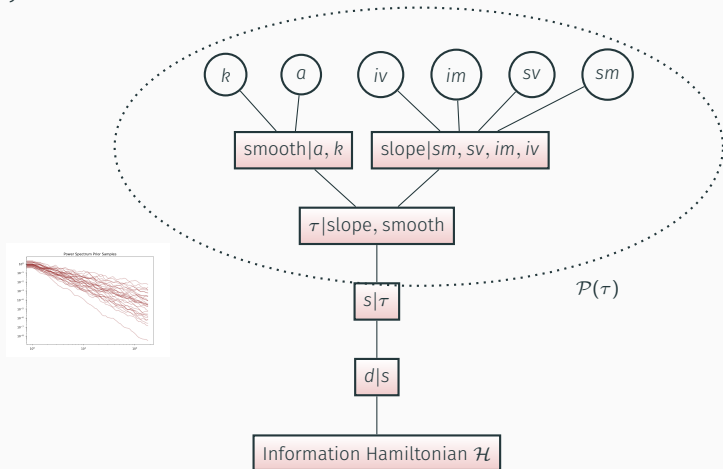 k a iv im sv sm
smooth|a, k slope|sm, sv, im, iv
τ|slope, smooth
Power Spectrum Prior Samples
s|τ
𝒫(τ)
d|s
Information Hamiltonian ℋ